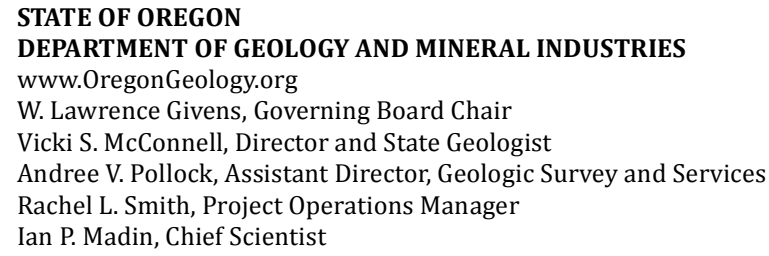 STATE OF OREGON
DEPARTMENT OF GEOLOGY AND MINERAL INDUSTRIES
www.OregonGeology.org
W. Lawrence Givens, Governing Board Chair
Vicki S. McConnell, Director and State Geologist
Andree V. Pollock, Assistant Director, Geologic Survey and Services
Rachel L. Smith, Project Operations Manager
Ian P. Madin, Chief Scientist